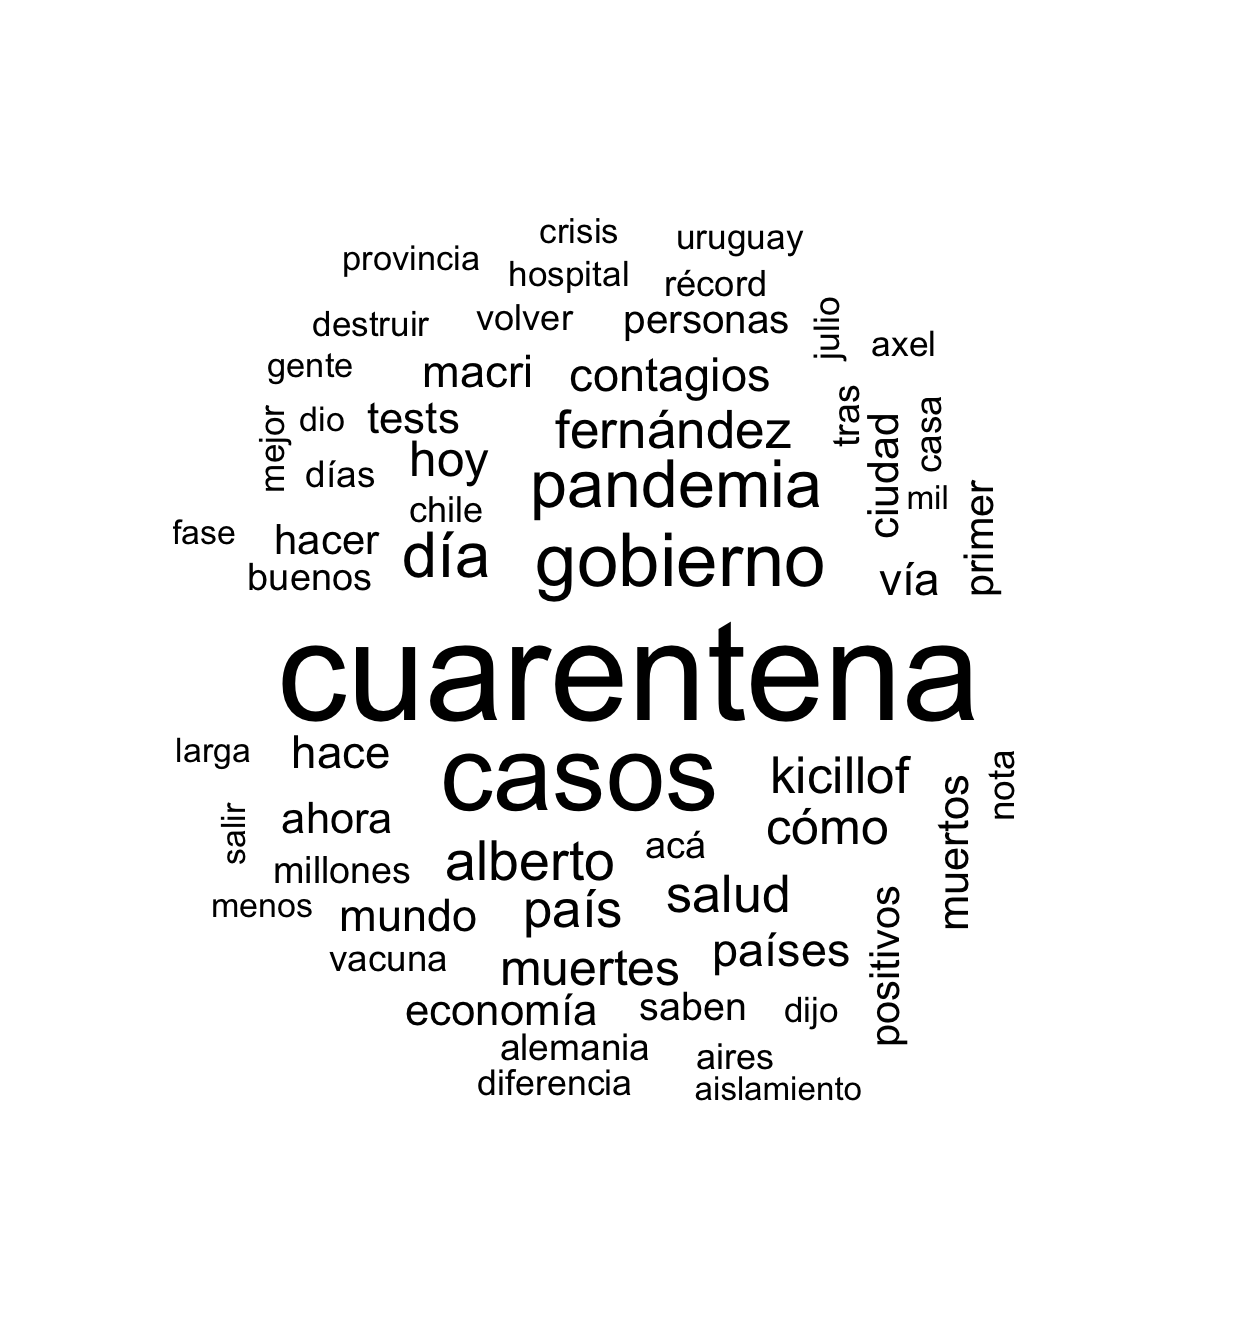 crisis
uruguay
provincia
hospital
récord
destruir
volver
personas
julio
axel
gente
macri
contagios
mejor
dio
tests
fernández
tras
ciudad
casa
días
hoy
pandemia
mil
primer
fase
hacer
chile
buenos
día
gobierno
vía
cuarentena
larga
hace
casos
kicillof
muertos
nota
salir
ahora
cómo
millones
alberto
acá
menos
mundo
país
salud
positivos
vacuna
muertes
países
economía
saben
dijo
alemania
aires
diferencia
aislamiento